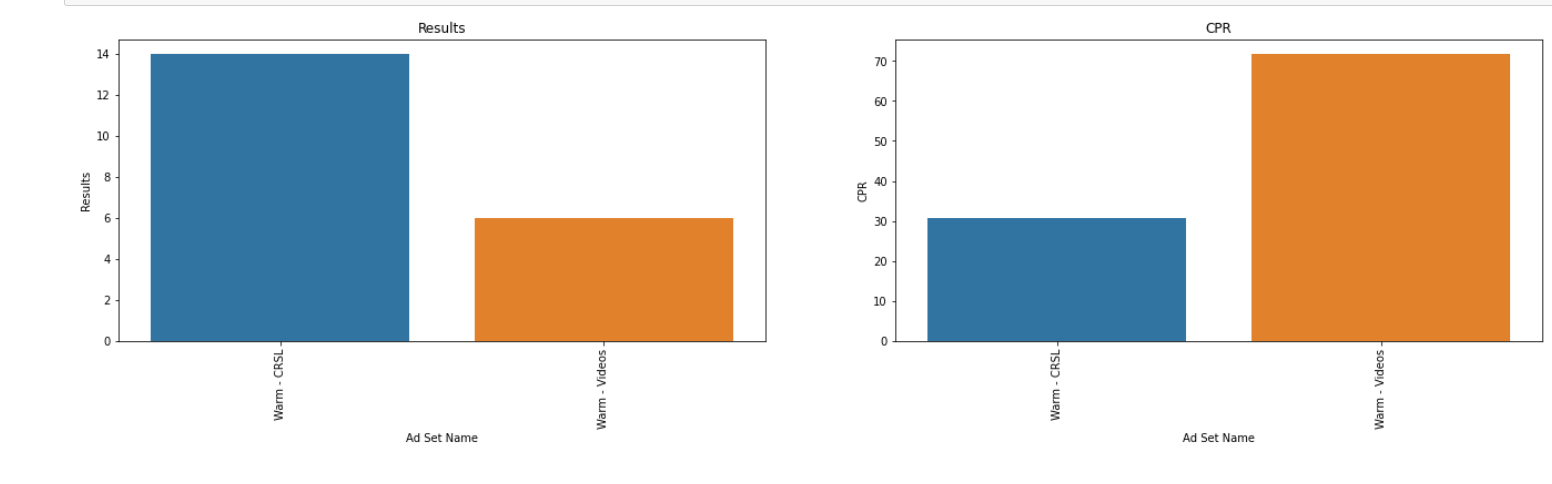 Results
14
12
10
8
6
4
2
0
Results
Warm - CRSL
Warm - Videos
Ad Set Name
CPR
70
60
50
40
30
20
10
0
CPR
Warm - CRSL
Warm - Videos
Ad Set Name